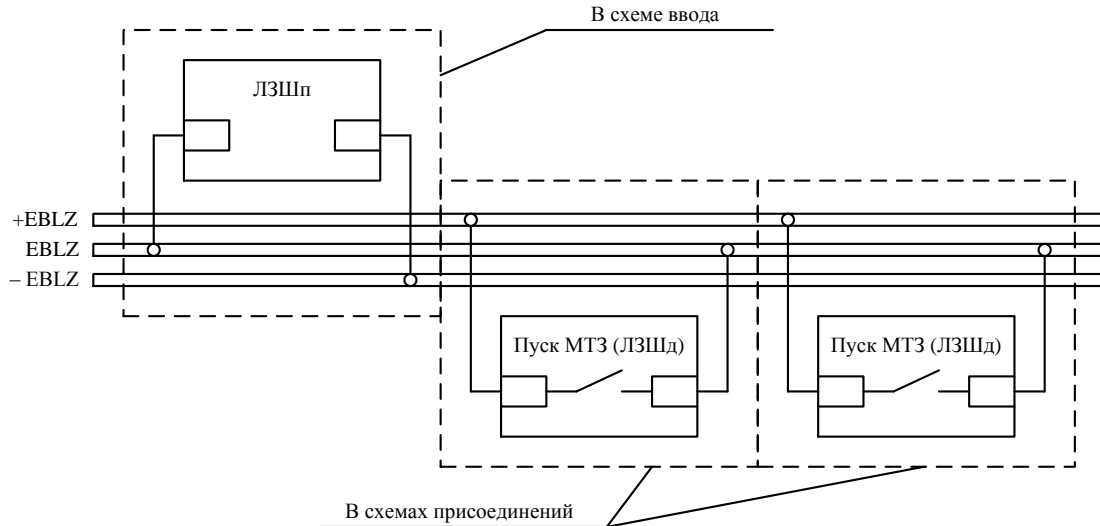 В схеме ввода
ЛЗШп
+EBLZ
EBLZ
– EBLZ
Пуск МТЗ (ЛЗШд)
Пуск МТЗ (ЛЗШд)
В схемах присоединений